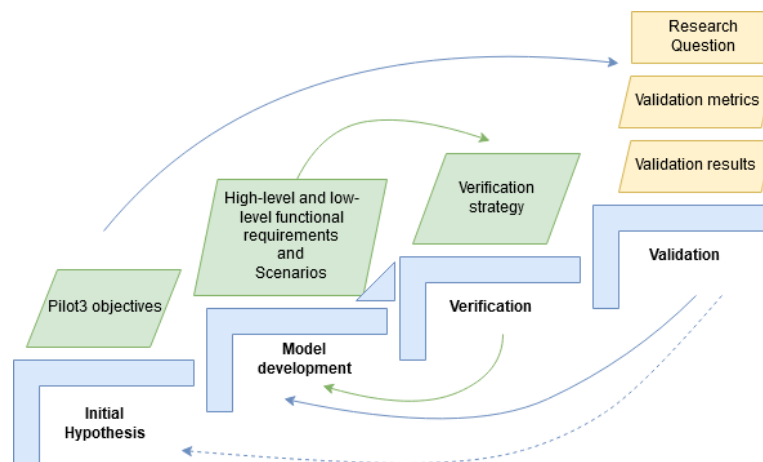 Research
Question
Validation metrics
Validation results
High-level and low-
level functional
requirements
and
Scenarios
Verification
strategy
Pilot3 objectives
Validation
Verification
Model
development
Initial
Hypothesis